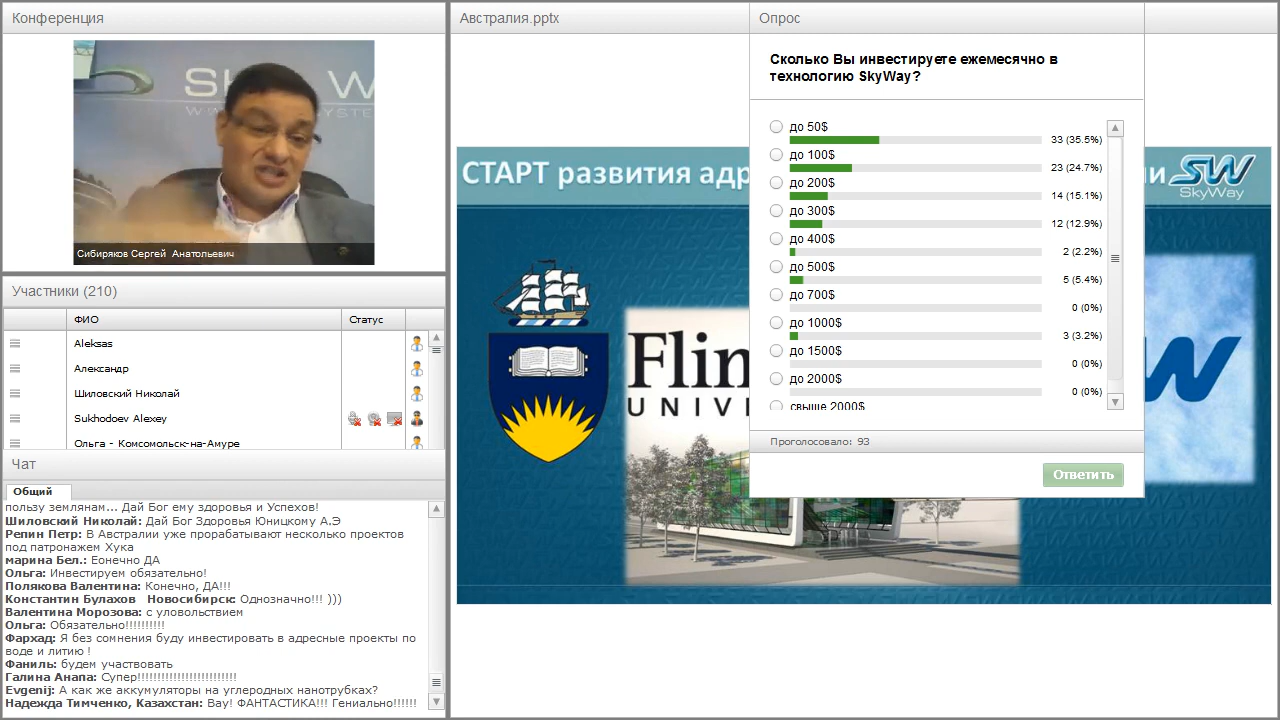 Конференция
SKY W
Сибиряков Сергей Анатольевич
Участники (210)
ФИО
Статус
Aleksas
Александр
Шиловский Николай
Sukhodoev Alexey
Ольга - Комсомольск-на-Амуре
Чат
Общий
пользу землянам... Дай Бог ему здоровья и Успехов!
Шиловский Николай: Дай Бог Здоровья Юницкому А.Э
Репин Петр: В Австралии уже прорабатывают несколько проектов
под патронажем Хука
марина Бел.: Еонечно ДА
Ольга: Инвестируем обязательно!
Полякова Валентина: Конечно, ДА!!!
Константин Булахов Новосибирск: Однозначно!!! )))
Валентина Морозова: с уловольствием
Ольга: Обязательно!!!!!!!!!!
Фархад: Я без сомнения буду инвестировать в адресные проекты по
воде и литию !
Фаниль: будем участвовать
Галина Анапа: Супер!!!!!!!!!!!!!!!!!!!!!!!!!
Evgenij: А как же аккумуляторы на углеродных нанотрубках?
Надежда Тимченко, Казахстан: Вау! ФАНТАСТИКА!!! Гениально!!!!!!
Австралия.pptx
СТАРТ развития адр
ии
SW
SkyWay
Flin
UNIV
W
Опрос
Сколько Вы инвестируете ежемесячно в
технологию SkyWay?
до 50$
33 (35.5%)
до 100$
23 (24.7%)
до 200$
14 (15.1%)
до 300$
12 (12.9%)
до 400$
2 (2.2%)
до 500$
5 (5.4%)
до 700$
0 (0%)
до 1000$
3 (3.2%)
до 1500$
0 (0%)
до 2000$
0 (0%)
свыше 2000$
Проголосовало: 93
Ответить